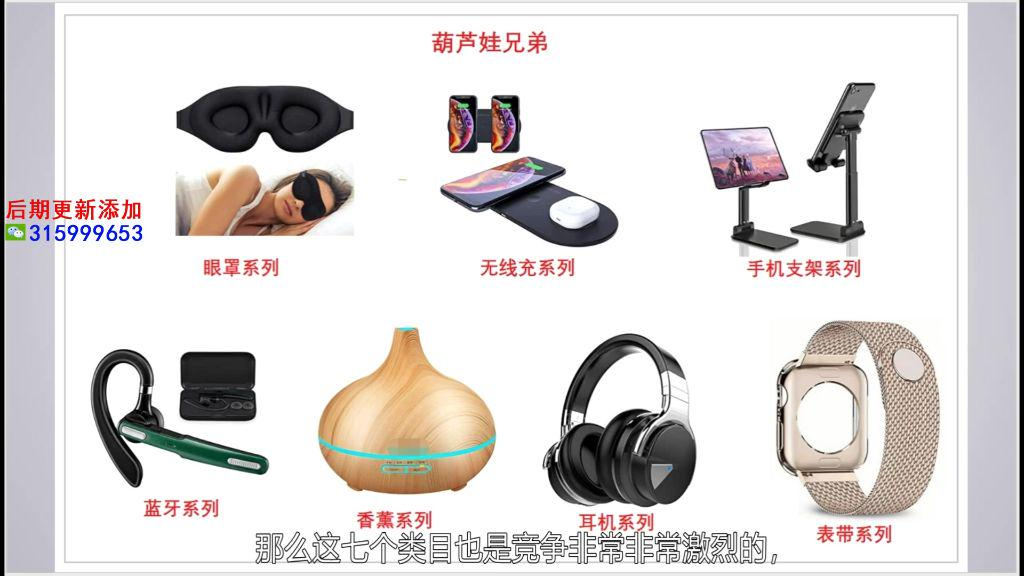 葫芦娃兄弟
后期更新添加
315999653
眼罩系列
无线充系列
手机支架系列
蓝牙系列
香薰系列
耳机系列
表带系列
那么这七个类目也是竞争非常非常激烈的，